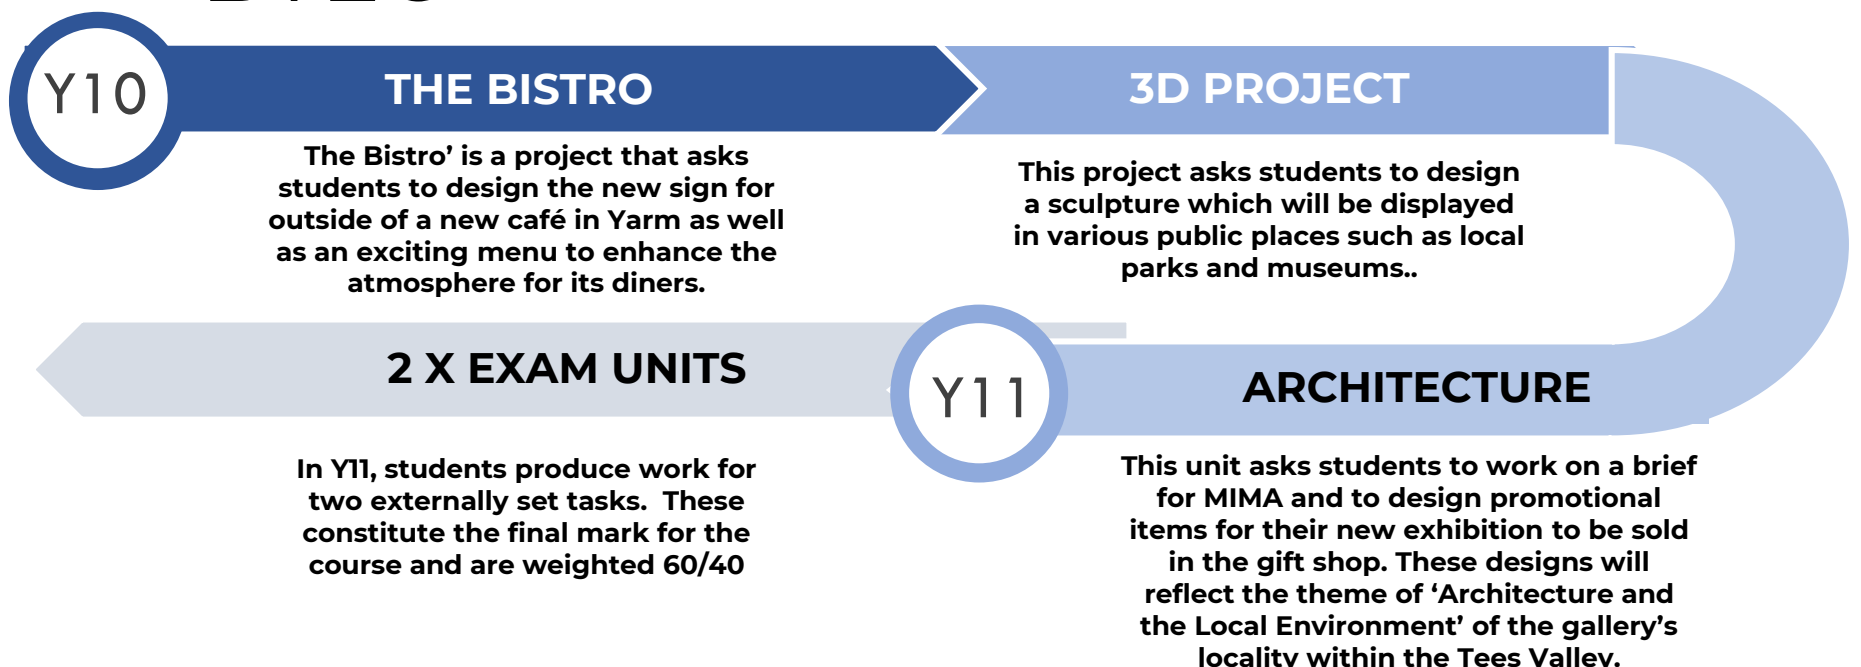 Y10
THE BISTRO
The Bistro’ is a project that asks
students to design the new sign for
outside of a new café in Yarm as well
as an exciting menu to enhance the
atmosphere for its diners.
3D PROJECT
This project asks students to design
a sculpture which will be displayed
in various public places such as local
parks and museums..
Y11
ARCHITECTURE
This unit asks students to work on a brief
for MIMA and to design promotional
items for their new exhibition to be sold
in the gift shop. These designs will
reflect the theme of ‘Architecture and
the Local Environment’ of the gallery’s
locality within the Tees Valley.
2 X EXAM UNITS
In Y11, students produce work for
two externally set tasks.  These
constitute the final mark for the
course and are weighted 60/40